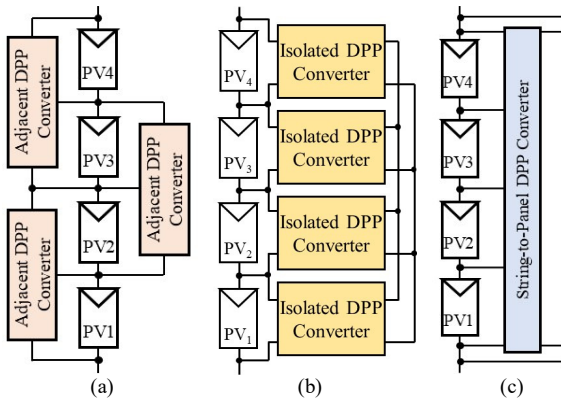 Adjacent DPP
Converter
PV4
PV3
Adjacent DPP
Converter
Adjacent DPP
Converter
PV2
PV1
(a)
PV₄
Isolated DPP
Converter
PV₃
Isolated DPP
Converter
PV₂
Isolated DPP
Converter
PV₁
Isolated DPP
Converter
(b)
PV4
PV3
PV2
PV1
String-to-Panel DPP Converter
(c)